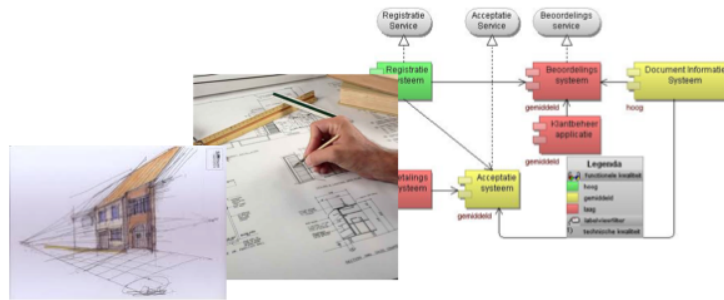 Registratie
Service
Acceptatie
Service
Beoordelings
service
Registratie
systeem
Beoordelings
systeem
Document Informatie
Systeem
gemiddeld
hoog
Klantbeheer
applicatie
gemiddeld
systeem
Acceptatie
systeem
gemiddeld
Legenda
functionele kwaliteit
hoog
gemiddeld
laag
labelviewfilter
technische kwaliteit